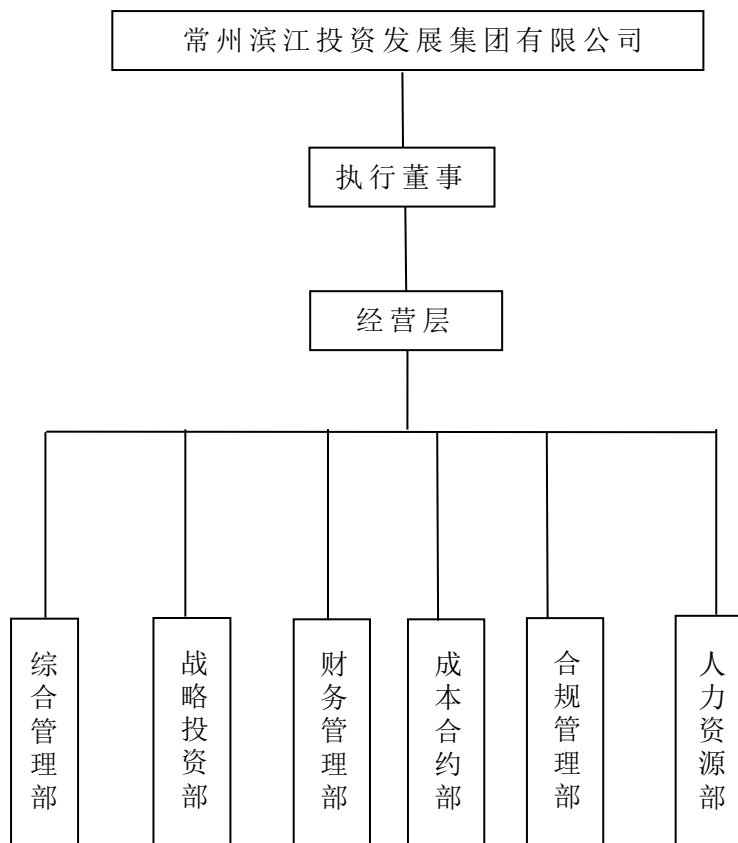 常州滨江投资发展集团有限公司
执行董事
经营层
综合管理部
战略投资部
财务管理部
成本合约部
合规管理部
人力资源部